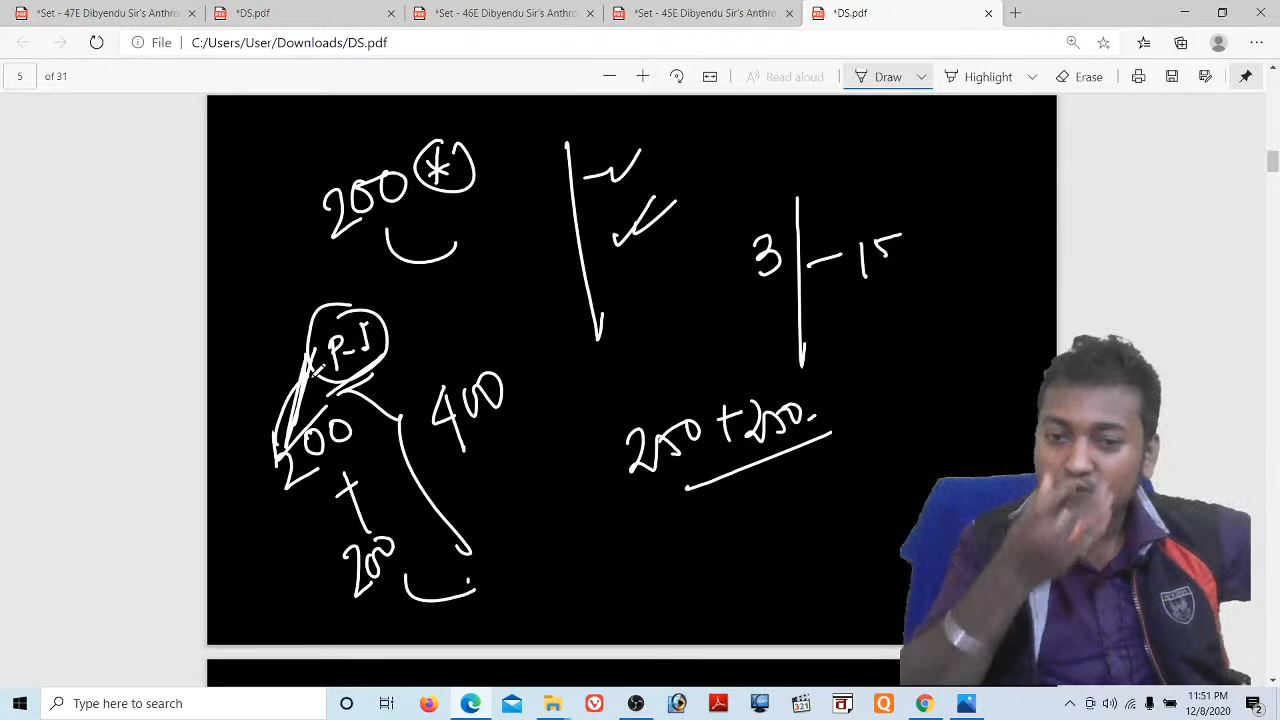 *Set - 47E Dibyendu Sir's Anthro
*DS.pdf
*Set - 46E Dibyendu Sir's Anthro
*Set - 45E Dibyendu Sir's Anthro
*DS.pdf
File
C:/Users/User/Downloads/DS.pdf
5 of 31
Read aloud
Draw
Highlight
Erase
200 *
3
15
P-I
200
400
+
200
250 + 250
Type here to search
11:51 PM
12/8/2020
2